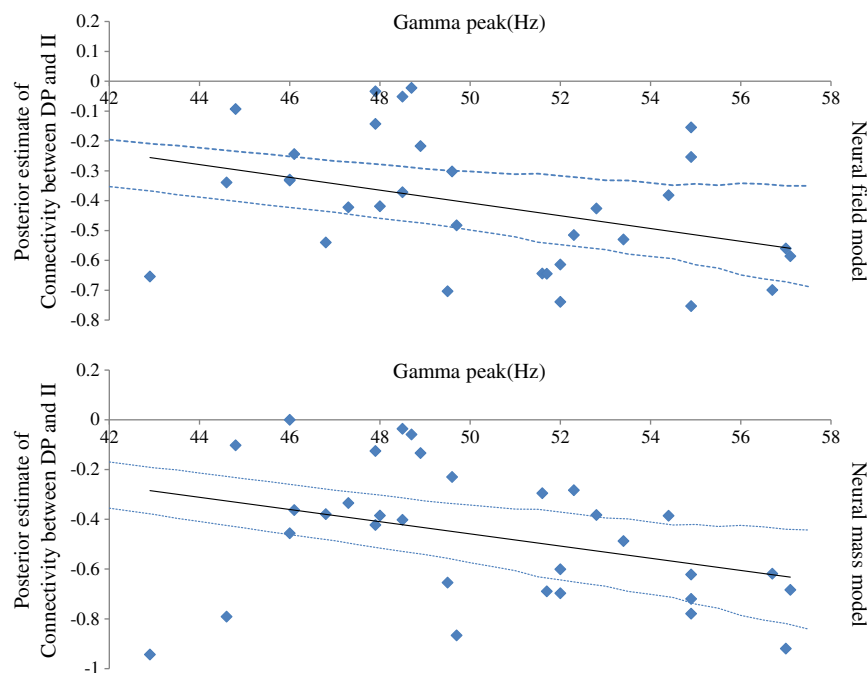 Gamma peak(Hz)
Posterior estimate of
Connectivity between DP and II
0.2
0.1
0
-0.1
-0.2
-0.3
-0.4
-0.5
-0.6
-0.7
-0.8
42 44 46 48 50 52 54 56 58
Neural field model
Gamma peak(Hz)
Posterior estimate of
Connectivity between DP and II
0.2
0
-0.2
-0.4
-0.6
-0.8
-1
42 44 46 48 50 52 54 56 58
Neural mass model